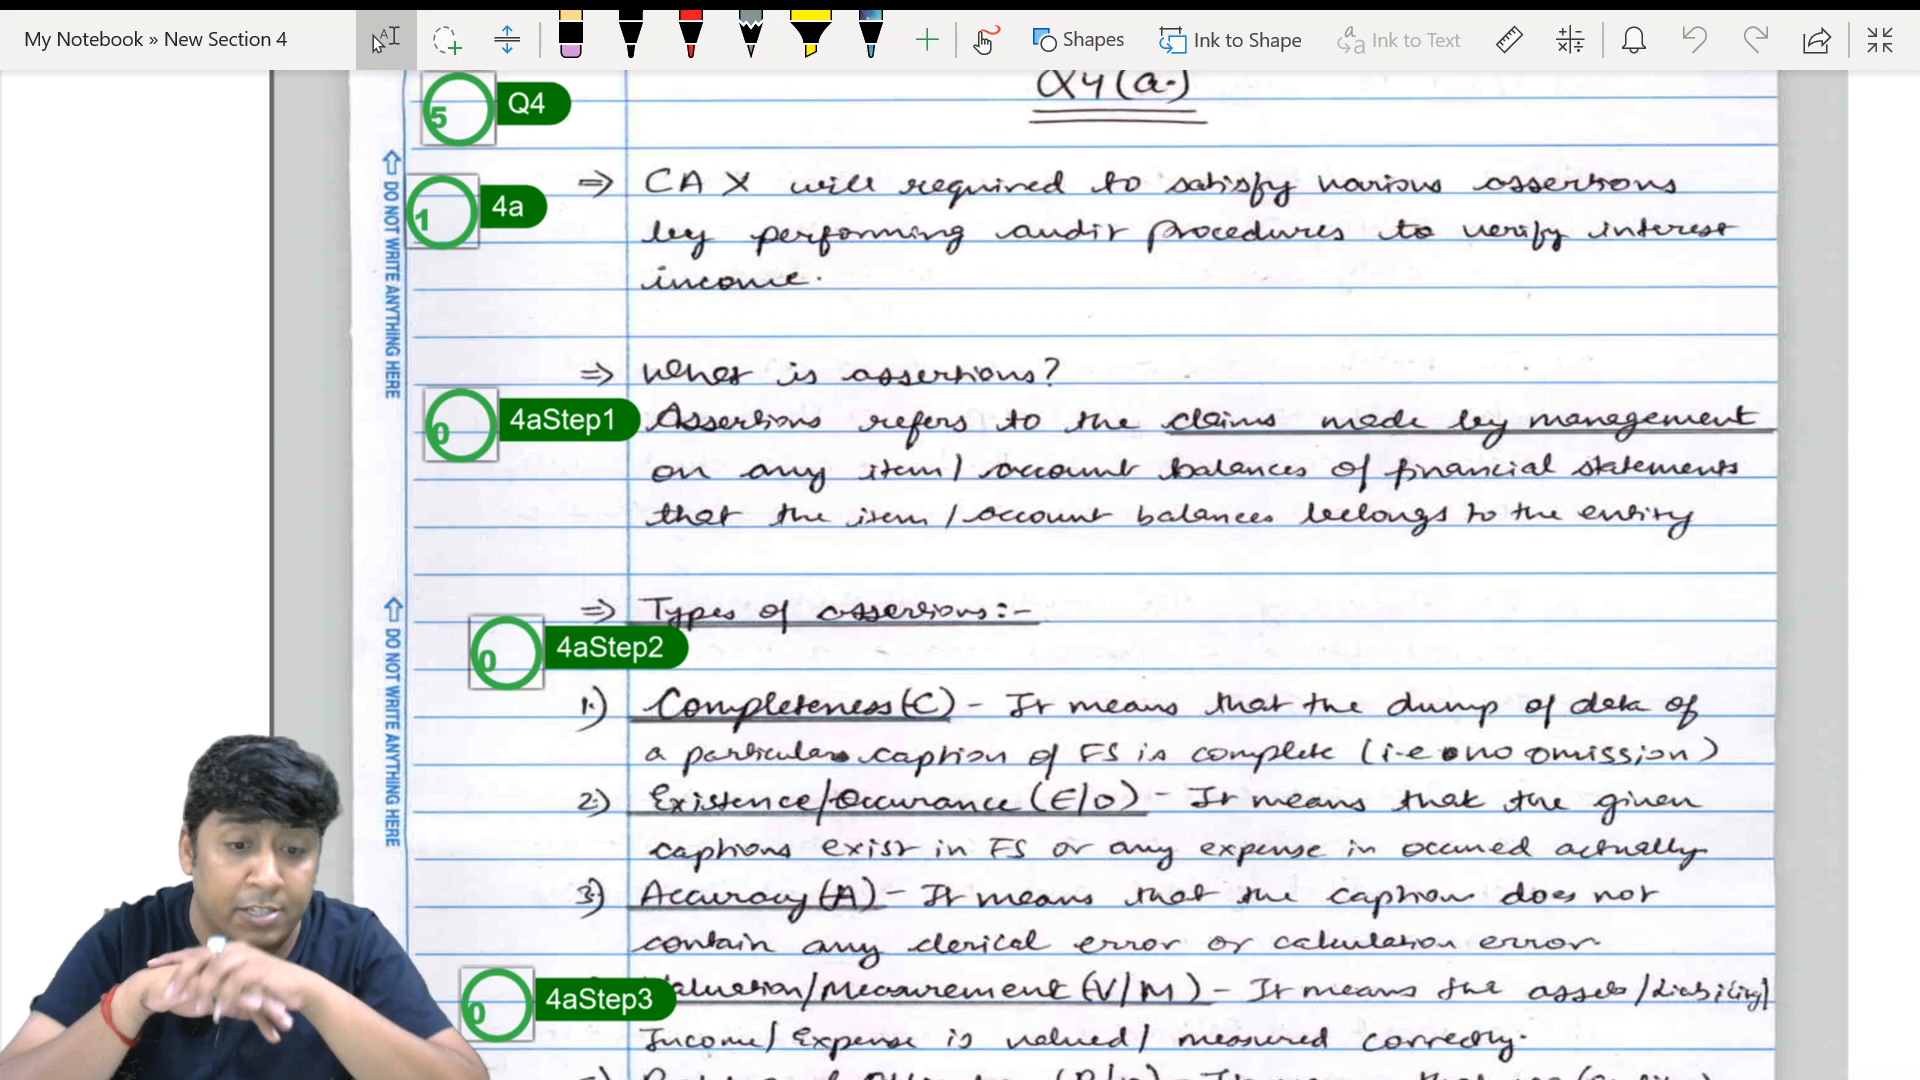 My Notebook » New Section 4
Shapes
Ink to Shape
Ink to Text
5 Q4
Q4(a.)
DO NOT WRITE ANYTHING HERE
1 4a
⇒ CA X will required to satisfy various assertions
by performing audit procedures to verify interest
income.
⇒ What is assertions?
0 4aStep1
Assertions refers to the claims made by management
on any item/ account balances of financial statements
that the item / account balances belongs to the entity
DO NOT WRITE ANYTHING HERE
⇒ Types of assertions:-
0 4aStep2
1.) Completeness (C) - It means that the dump of data of
a particular caption of FS is complete (i.e no omission)
2.) Existence/Occurance (E/O) - It means that the given
captions exist in FS or any expense in occured actually
3.) Accuracy (A) - It means that the caption does not
contain any clerical error or calculation error.
0 4aStep3
aluation/Measurement (V/M) - It means the assets/Liability/
Income/ Expense is valued/ measured correctly.